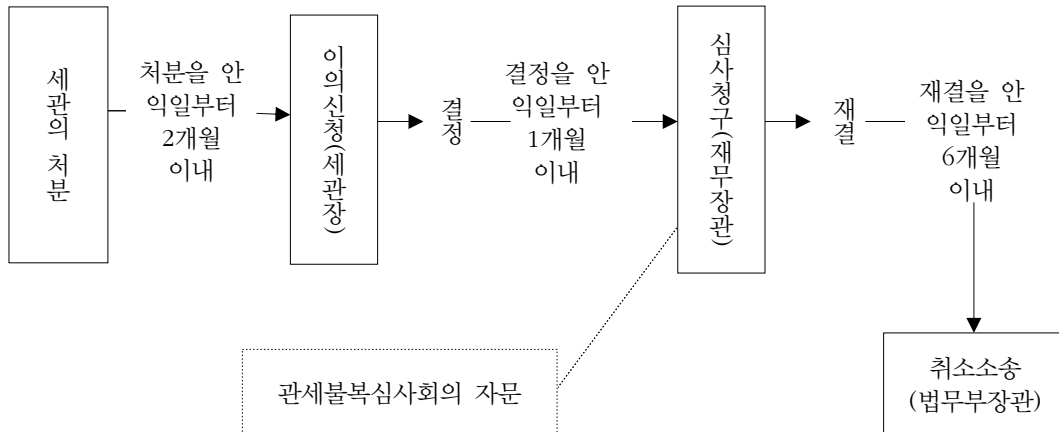 세관의 처분
처분을 안
익일부터
2개월
이내
이의신청(세관장)
결정
결정을 안
익일부터
1개월
이내
심사청구(재무장관)
재결
재결을 안
익일부터
6개월
이내
관세불복심사회의 자문
취소소송
(법무부장관)